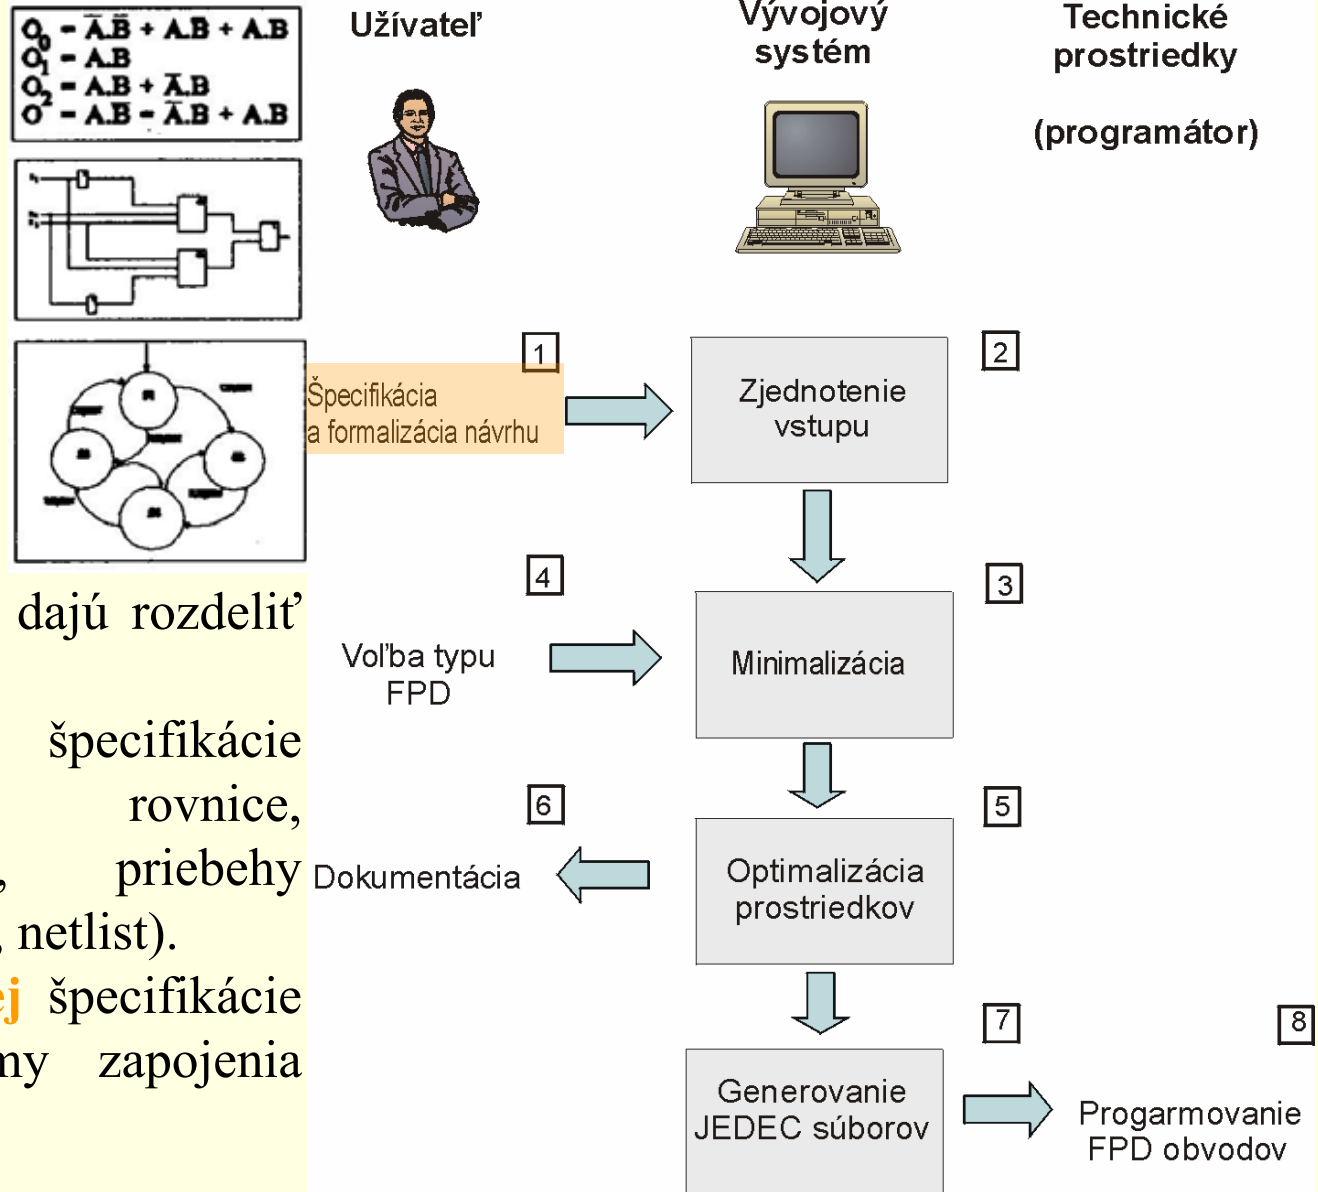 Užívateľ
Vývojový
systém
Technické
prostriedky
(programátor)
1
Špecifikácia
a formalizácia návrhu
2
Zjednotenie
vstupu
4
Voľba typu
FPD
3
Minimalizácia
6
Dokumentácia
5
Optimalizácia
prostriedkov
7
Generovanie
JEDEC súborov
8
Progarmovanie
FPD obvodov
dajú rozdeliť
špecifikácie
rovnice,
, priebehy
, netlist).
ej špecifikácie
my zapojenia